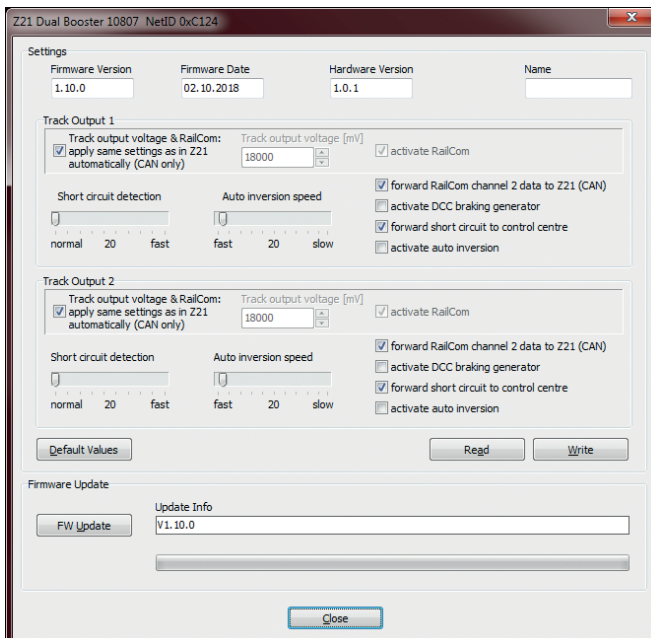 Z21 Dual Booster 10807 NetID 0xC124
Settings
Firmware Version Firmware Date Hardware Version Name
1.10.0 02.10.2018 1.0.1
Track Output 1
Track output voltage & RailCom:
apply same settings as in Z21
automatically (CAN only)
Track output voltage [mV]
18000
activate RailCom
Short circuit detection
normal 20 fast
Auto inversion speed
fast 20 slow
forward RailCom channel 2 data to Z21 (CAN)
activate DCC braking generator
forward short circuit to control centre
activate auto inversion
Track Output 2
Track output voltage & RailCom:
apply same settings as in Z21
automatically (CAN only)
Track output voltage [mV]
18000
activate RailCom
Short circuit detection
normal 20 fast
Auto inversion speed
fast 20 slow
forward RailCom channel 2 data to Z21 (CAN)
activate DCC braking generator
forward short circuit to control centre
activate auto inversion
Default Values Read Write
Firmware Update
Update Info
FW Update V1.10.0
Close